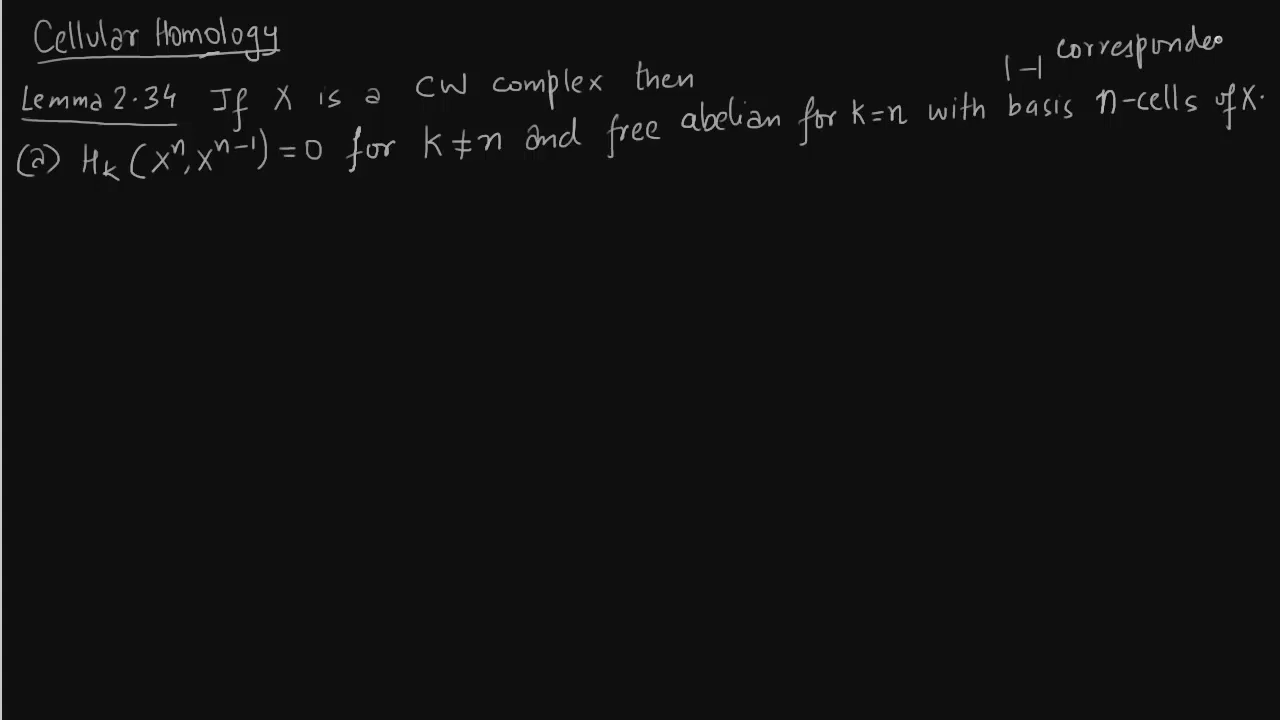 Cellular Homology
1-1 corresponde
Lemma 2.34 If X is a CW complex then
(a) H_k (X^n, X^{n-1}) = 0 for k ≠ n and free abelian for k = n with basis n-cells of X.